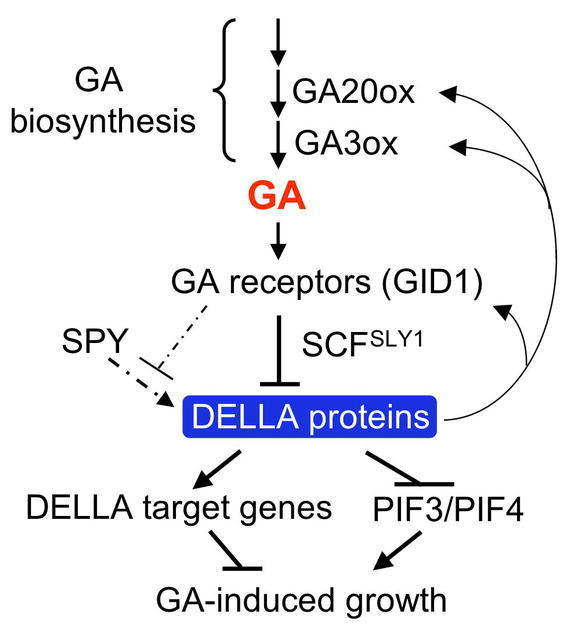 GA
biosynthesis
GA20ox
GA3ox
GA
GA receptors (GID1)
SPY
SCFSLY1
DELLA proteins
DELLA target genes
PIF3/PIF4
GA-induced growth